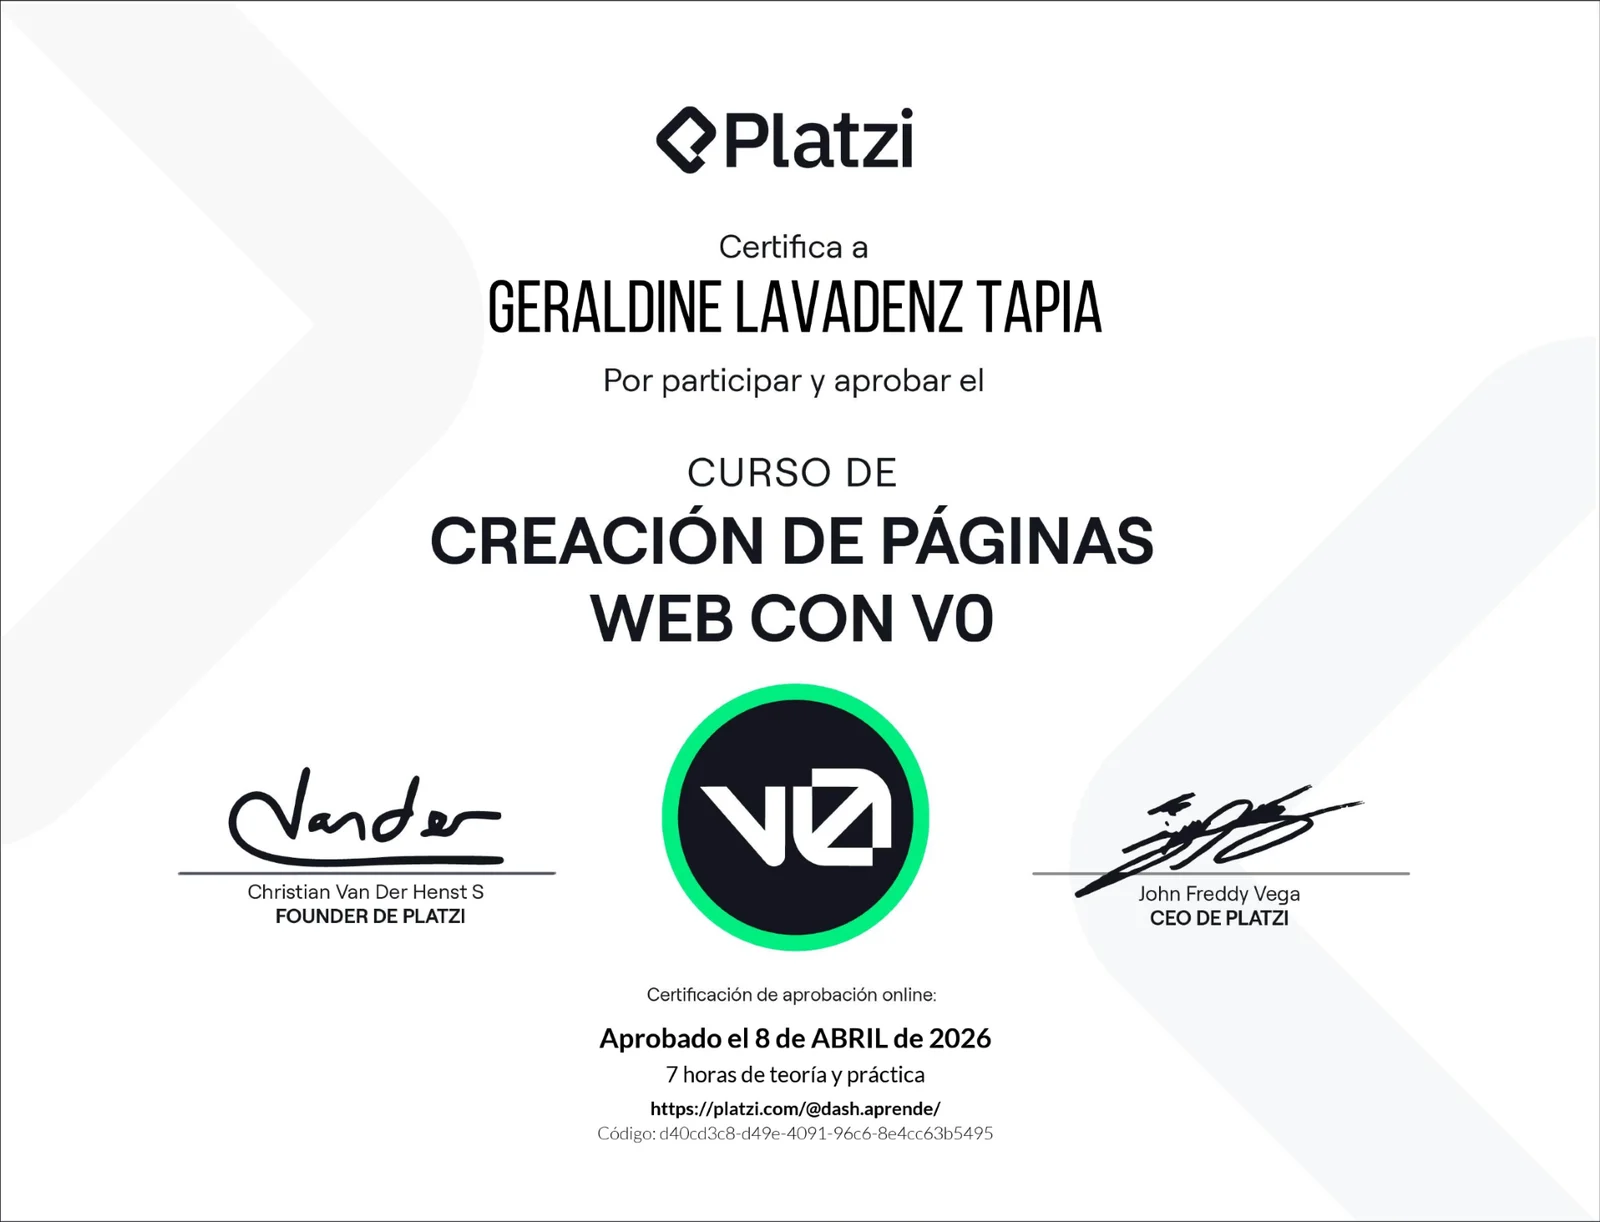 Platzi
Certifica a
GERALDINE LAVADENZ TAPIA
Por participar y aprobar el
CURSO DE
CREACIÓN DE PÁGINAS
WEB CON V0
v0
Vander
Christian Van Der Henst S
FOUNDER DE PLATZI
John Freddy Vega
CEO DE PLATZI
Certificación de aprobación online:
Aprobado el 8 de ABRIL de 2026
7 horas de teoría y práctica
https://platzi.com/@dash.aprende/
Código: d40cd3c8-d49e-4091-96c6-8e4cc63b5495